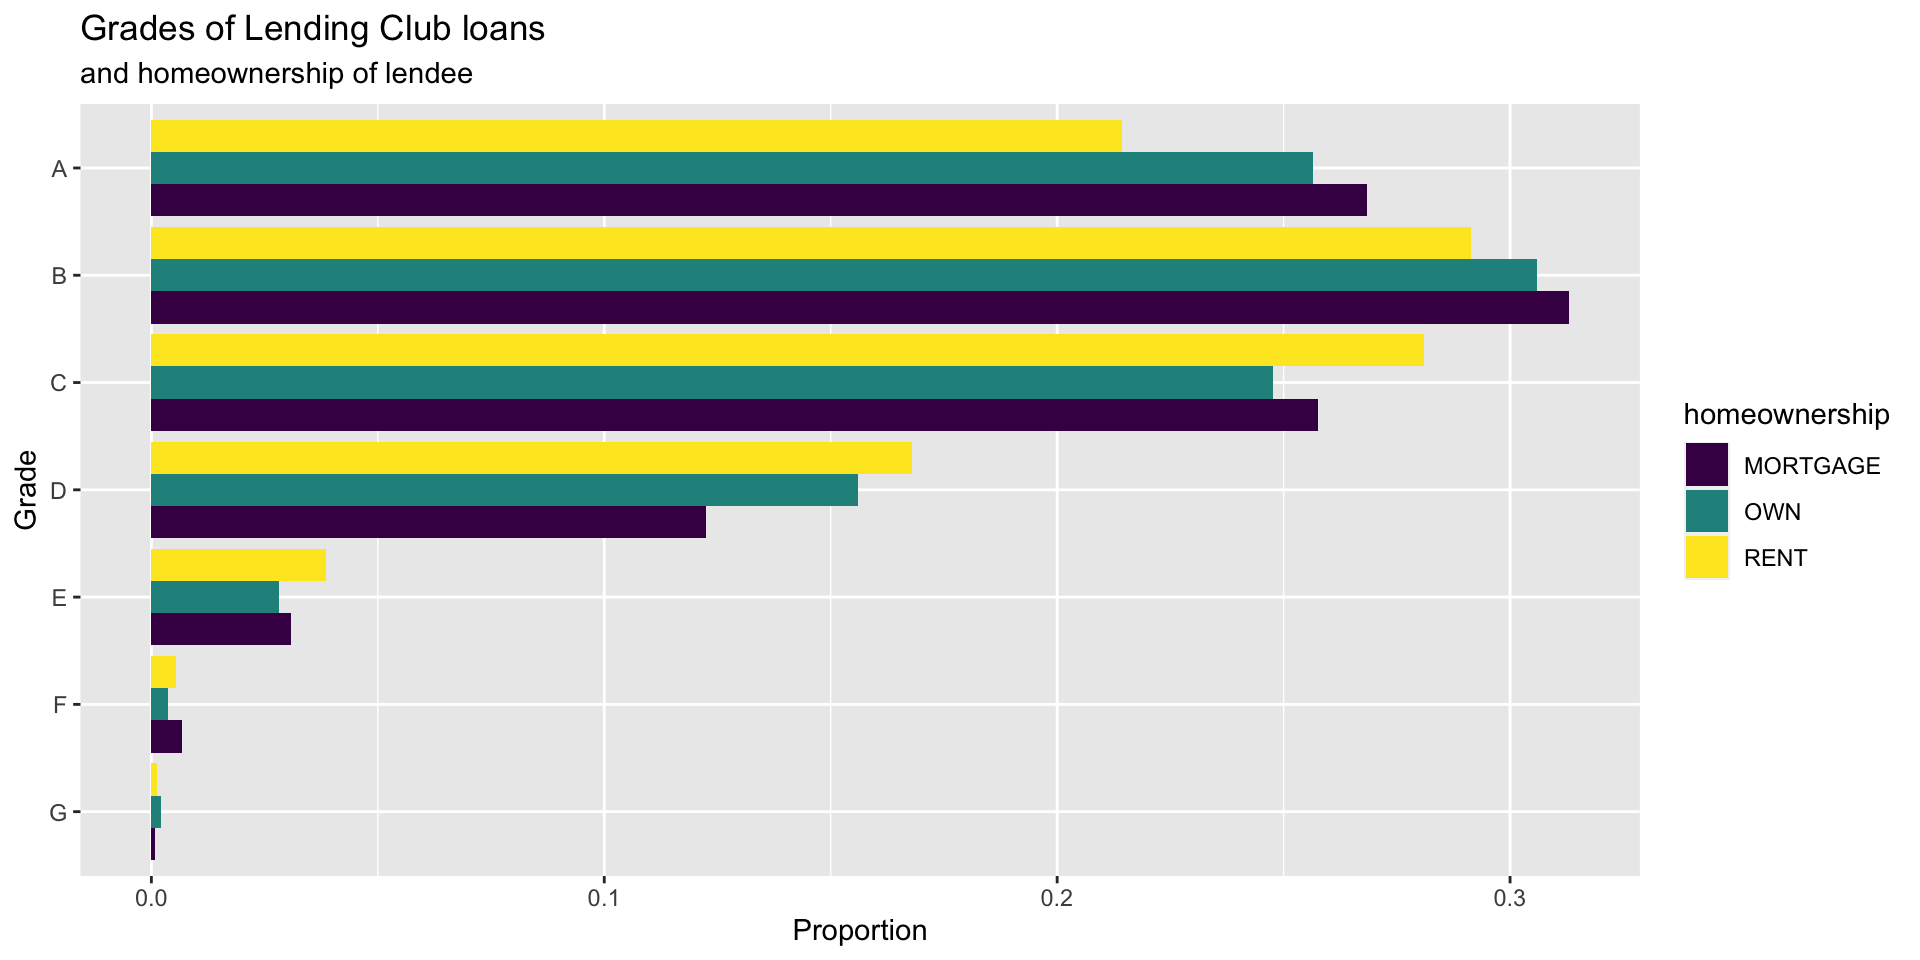 Grades of Lending Club loans
and homeownership of lendee
Grade
A
B
C
D
E
F
G
0.0 0.1 0.2 0.3
Proportion
homeownership
MORTGAGE
OWN
RENT